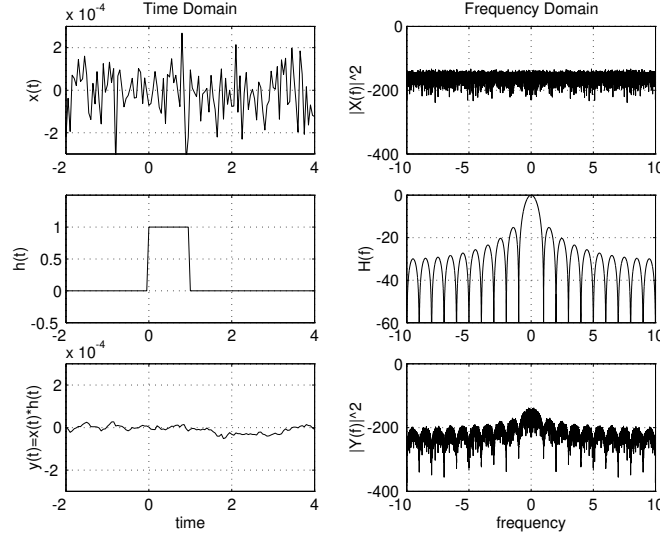 Time Domain
x 10^-4
2
0
-2
x(t)
-2 0 2 4
Frequency Domain
0
-200
-400
|X(f)|^2
-10 -5 0 5 10
1
0.5
0
-0.5
h(t)
-2 0 2 4
0
-20
-40
-60
H(f)
-10 -5 0 5 10
x 10^-4
2
0
-2
y(t)=x(t)*h(t)
-2 0 2 4
time
0
-200
-400
|Y(f)|^2
-10 -5 0 5 10
frequency